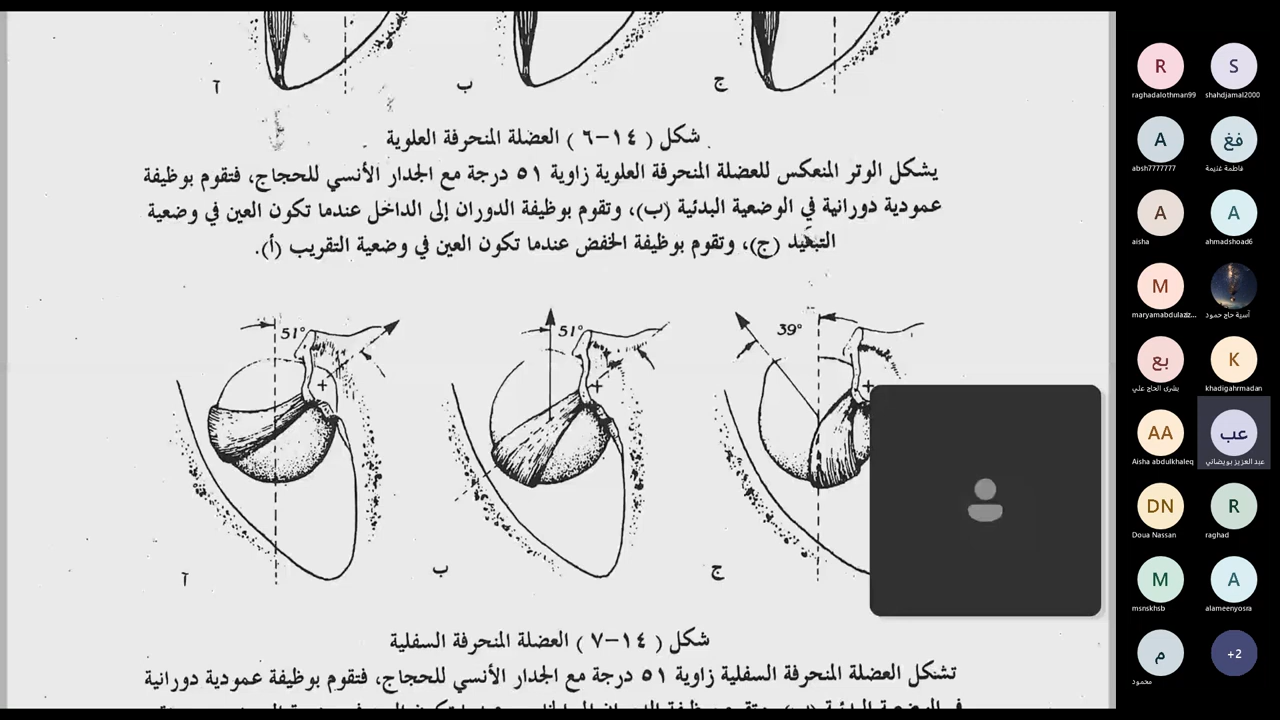 آ
ب
ج
شكل ( ١٤-٦ ) العضلة المنحرفة العلوية
يشكل الوتر المنعكس للعضلة المنحرفة العلوية زاوية ٥١ درجة مع الجدار الأنسي للحجاج، فتقوم بوظيفة
عمودية دورانية في الوضعية البدئية (ب)، وتقوم بوظيفة الدوران إلى الداخل عندما تكون العين في وضعية
التبعيد (ج)، وتقوم بوظيفة الخفض عندما تكون العين في وضعية التقريب (أ).
51°
51°
39°
آ
ب
ج
شكل ( ١٤-٧ ) العضلة المنحرفة السفلية
تشكل العضلة المنحرفة السفلية زاوية ٥١ درجة مع الجدار الأنسي للحجاج، فتقوم بوظيفة عمودية دورانية
R
raghadalothman99
S
shahdjamal2000
A
absh7777777
فغ
فاطمة غنيمة
A
aisha
A
ahmadshoad6
M
maryamabdulaziz...
آسية حاج حمود
بع
بشرى الحاج علي
K
khadigahrmadan
AA
Aisha abdulkhaleq
عب
عبد العزيز بويضاني
DN
Doua Nassan
R
raghad
M
msnskhsb
A
alameenyosra
م
محمود
+2